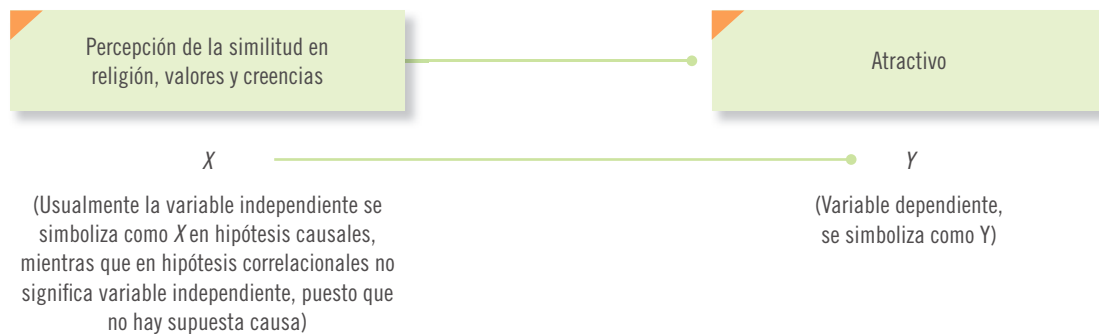 Percepción de la similitud en
religión, valores y creencias
Atractivo
X
Y
(Usualmente la variable independiente se
simboliza como X en hipótesis causales,
mientras que en hipótesis correlacionales no
significa variable independiente, puesto que
no hay supuesta causa)
(Variable dependiente,
se simboliza como Y)